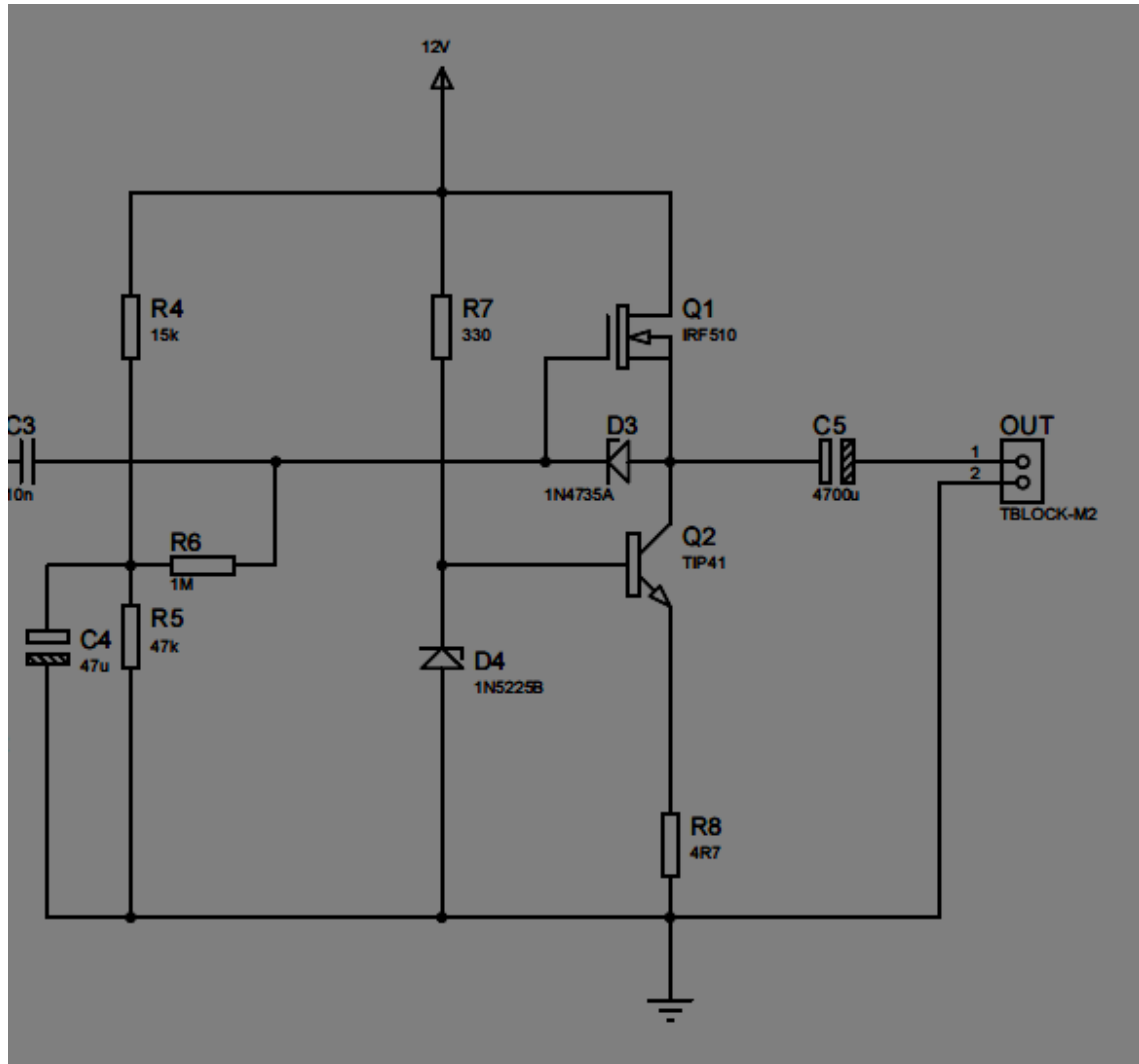 12V
R4
15k
R7
330
Q1
IRF510
C3
10n
D3
1N4735A
C5
4700u
OUT
1
2
TBLOCK-M2
R6
1M
Q2
TIP41
R5
47k
C4
47u
D4
1N5225B
R8
4R7